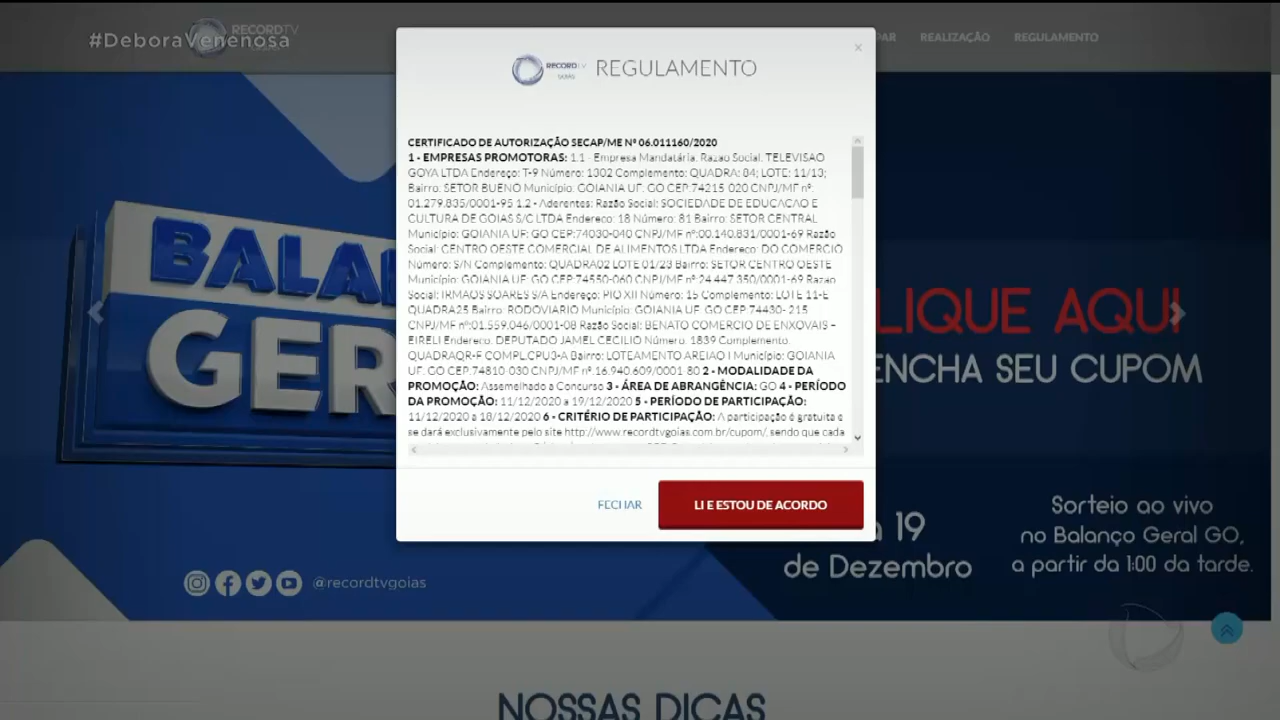 #DeboraVenenosa
RECORDTV
REALIZAÇÃO
REGULAMENTO
RECORDTV
GOIÁS
REGULAMENTO
×
CERTIFICADO DE AUTORIZAÇÃO SECAP/ME Nº 06.011160/2020
1 - EMPRESAS PROMOTORAS: 1.1 - Empresa Mandatária: Razão Social: TELEVISAO
GOYA LTDA Endereço: T-9 Número: 1302 Complemento: QUADRA: 84; LOTE: 11/13;
Bairro: SETOR BUENO Município: GOIANIA UF: GO CEP:74215-020 CNPJ/MF nº:
01.279.835/0001-95 1.2 - Aderentes: Razão Social: SOCIEDADE DE EDUCACAO E
CULTURA DE GOIAS S/C LTDA Endereço: 18 Número: 81 Bairro: SETOR CENTRAL
Município: GOIANIA UF: GO CEP:74030-040 CNPJ/MF nº:00.140.831/0001-69 Razão
Social: CENTRO OESTE COMERCIAL DE ALIMENTOS LTDA Endereço: DO COMERCIO
Número: S/N Complemento: QUADRA02 LOTE 01/23 Bairro: SETOR CENTRO OESTE
Município: GOIANIA UF: GO CEP:74550-060 CNPJ/MF nº:24.447.350/0001-69 Razão
Social: IRMAOS SOARES S/A Endereço: PIO XII Número: 15 Complemento: LOTE 11-E
QUADRA25 Bairro: RODOVIARIO Município: GOIANIA UF: GO CEP:74430- 215
CNPJ/MF nº:01.559.046/0001-08 Razão Social: BENATO COMERCIO DE ENXOVAIS –
EIRELI Endereço: DEPUTADO JAMEL CECILIO Número: 1839 Complemento:
QUADRAQR-F COMPL.CPU3-A Bairro: LOTEAMENTO AREIAO I Município: GOIANIA
UF: GO CEP:74810-030 CNPJ/MF nº:16.940.609/0001-80 2 - MODALIDADE DA
PROMOÇÃO: Assemelhado a Concurso 3 - ÁREA DE ABRANGÊNCIA: GO 4 - PERÍODO
DA PROMOÇÃO: 11/12/2020 a 19/12/2020 5 - PERÍODO DE PARTICIPAÇÃO:
11/12/2020 a 18/12/2020 6 - CRITÉRIO DE PARTICIPAÇÃO: A participação é gratuita e
se dará exclusivamente pelo site http://www.recordtvgoias.com.br/cupom/, sendo que cada
FECHAR
LI E ESTOU DE ACORDO
BALA
GER
LIQUE AQUI
ENCHA SEU CUPOM
19
de Dezembro
Sorteio ao vivo
no Balanço Geral GO,
a partir da 1:00 da tarde.
@recordtvgoias
NOSSAS DICAS